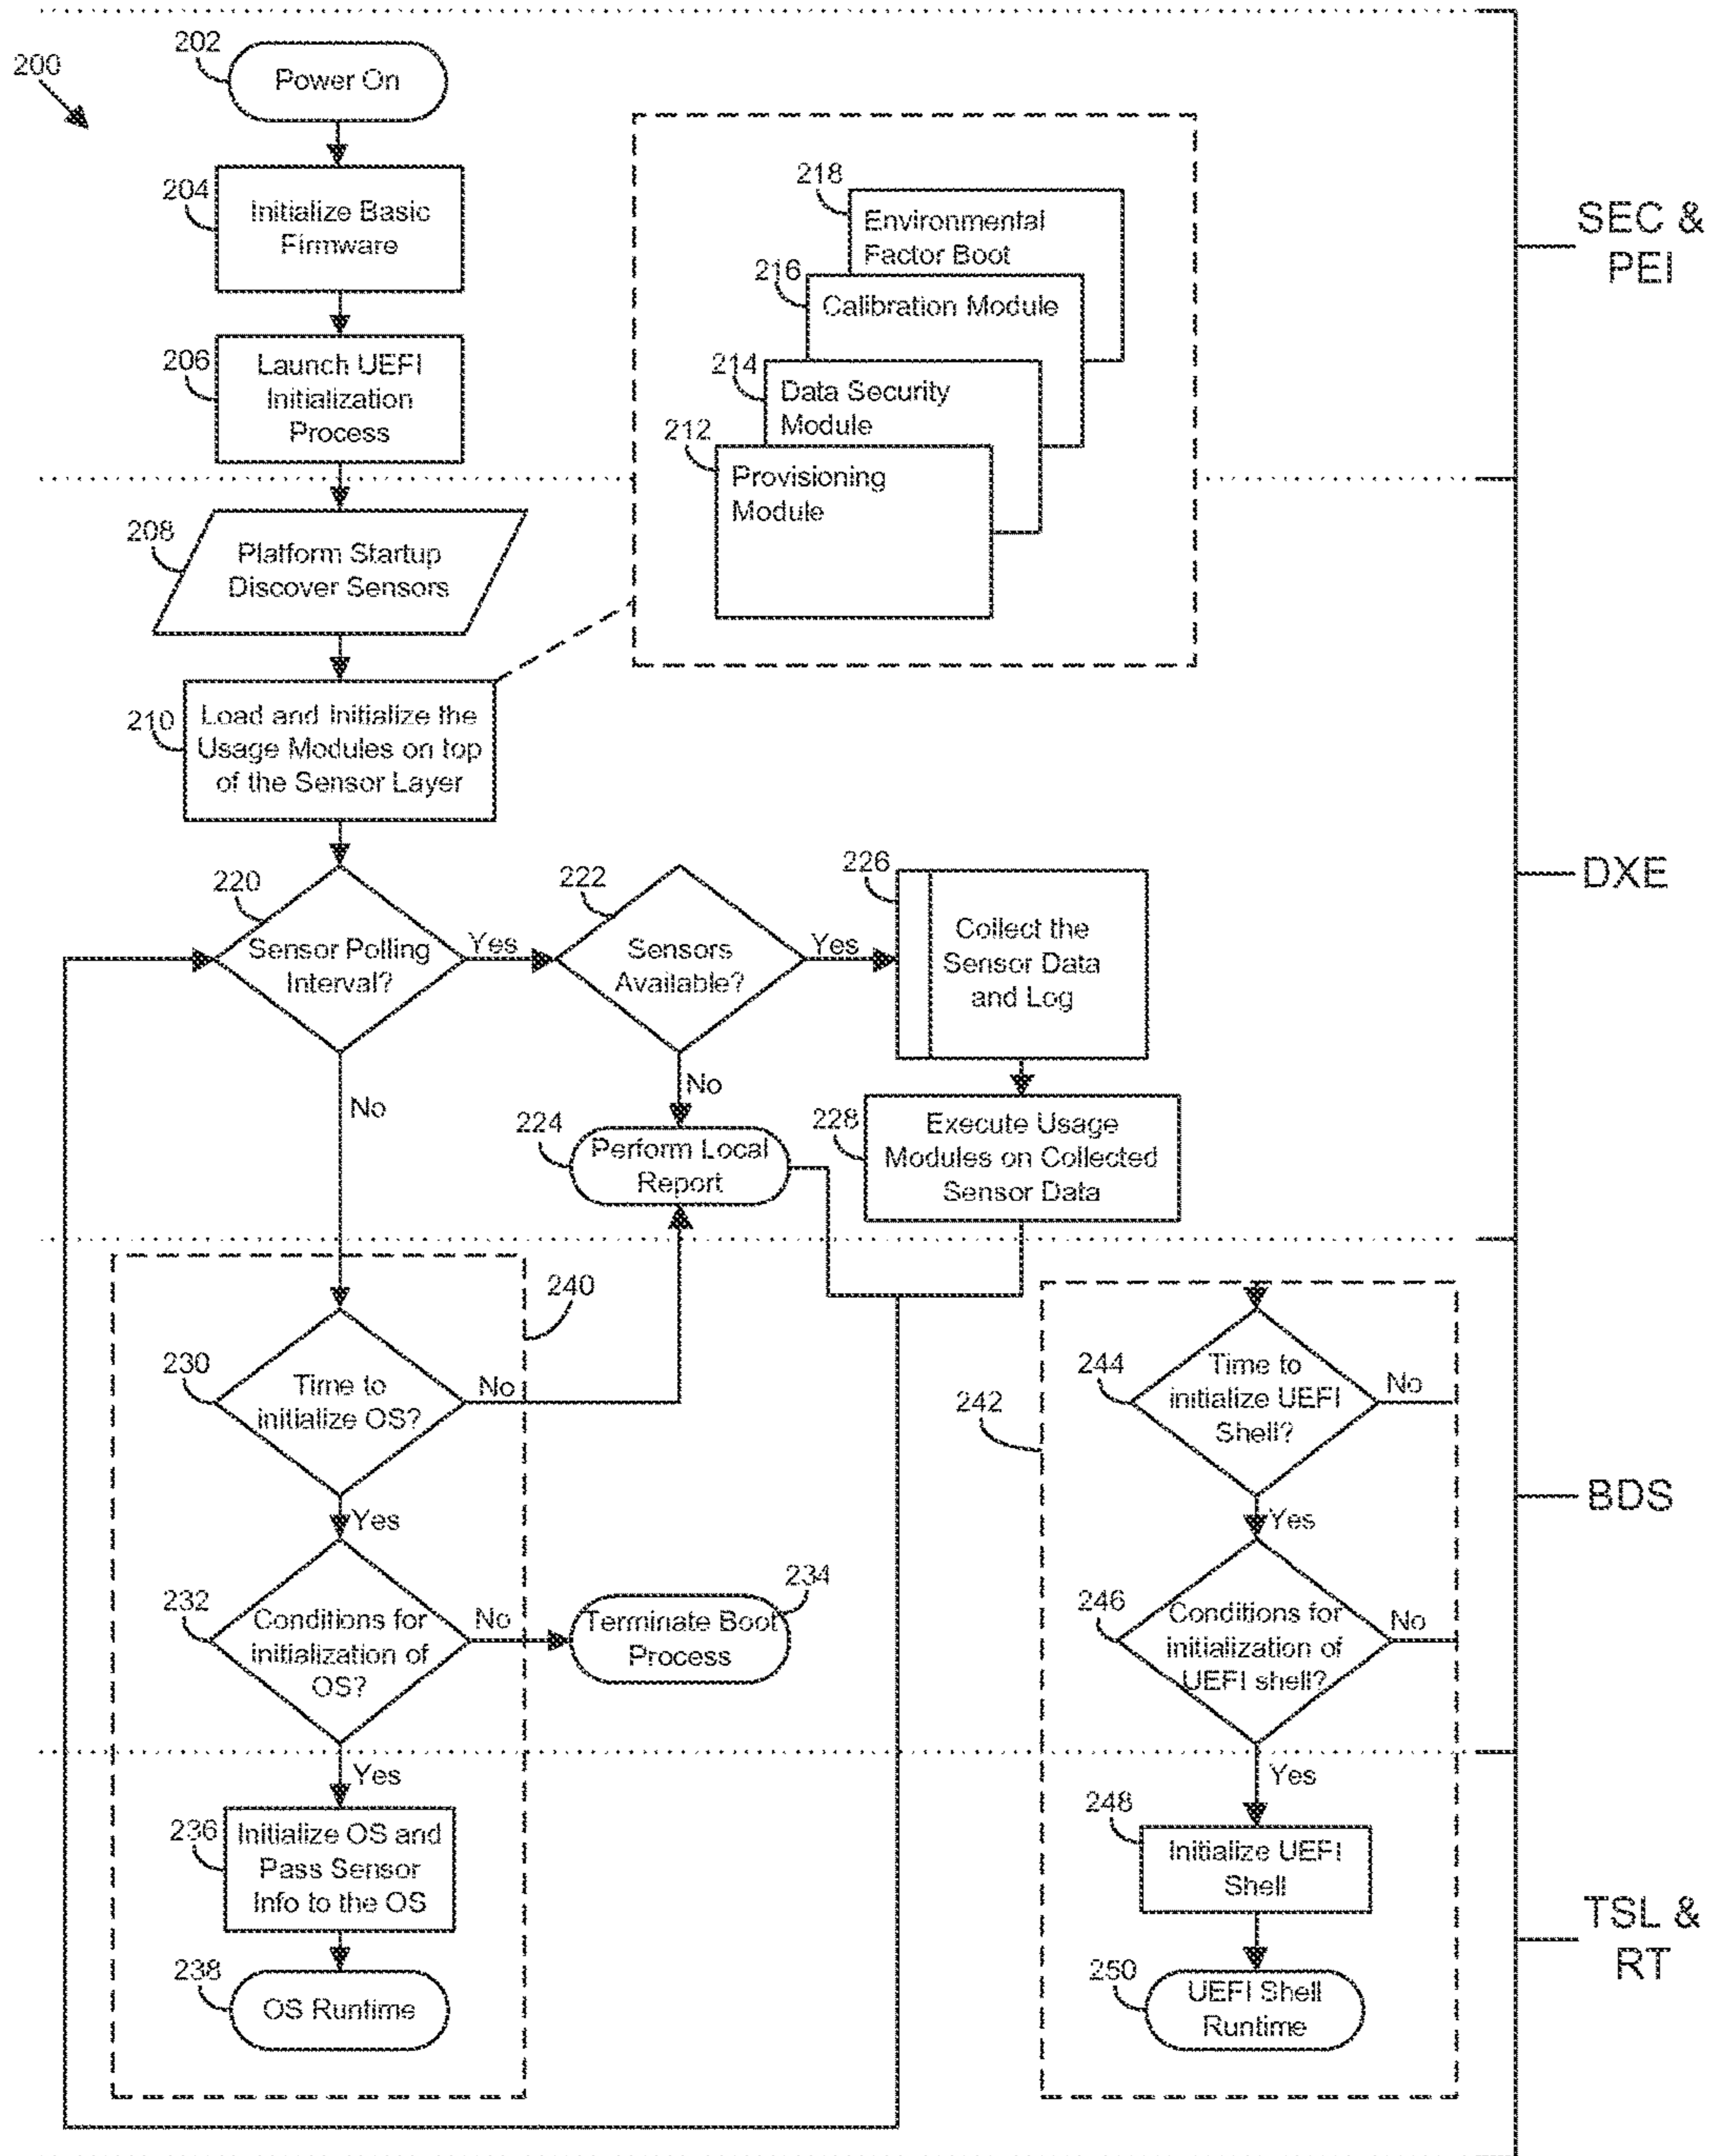 200
202
Power On
204
Initialize Basic
Firmware
206
Launch UEFI
Initialization
Process
218
Environmental
Factor Boot
216
Calibration Module
214
Data Security
Module
212
Provisioning
Module
SEC &
PEI
208
Platform Startup
Discover Sensors
210
Load and Initialize the
Usage Modules on top
of the Sensor Layer
220
Sensor Polling
Interval?
Yes
No
222
Sensors
Available?
Yes
No
226
Collect the
Sensor Data
and Log
224
Perform Local
Report
228
Execute Usage
Modules on Collected
Sensor Data
DXE
240
230
Time to
initialize OS?
No
Yes
232
Conditions for
initialization of
OS?
No
234
Terminate Boot
Process
242
244
Time to
initialize UEFI
Shell?
No
Yes
246
Conditions for
initialization of
UEFI shell?
No
BDS
Yes
236
Initialize OS and
Pass Sensor
Info to the OS
238
OS Runtime
Yes
248
Initialize UEFI
Shell
250
UEFI Shell
Runtime
TSL &
RT